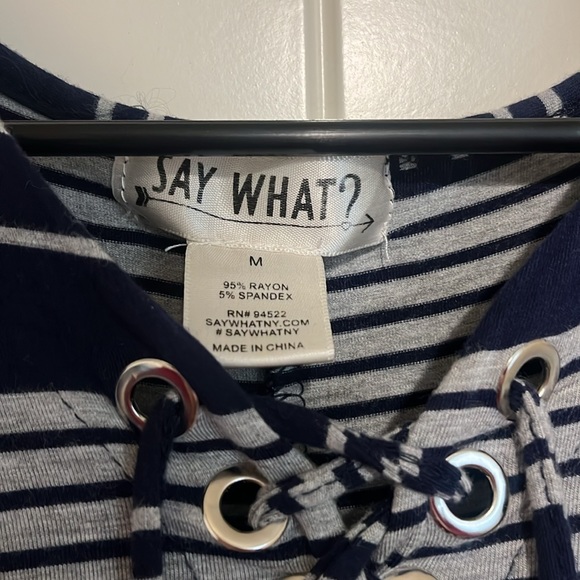 SAY WHAT?
M
95% RAYON
5% SPANDEX
RN# 94522
SAYWHATNY.COM
# SAYWHATNY
MADE IN CHINA